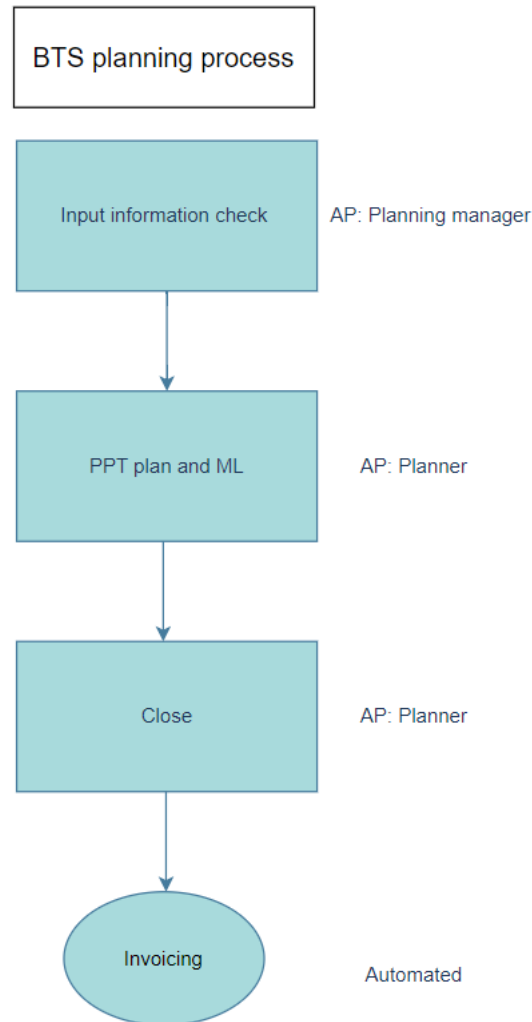 BTS planning process
Input information check
AP: Planning manager
PPT plan and ML
AP: Planner
Close
AP: Planner
Invoicing
Automated